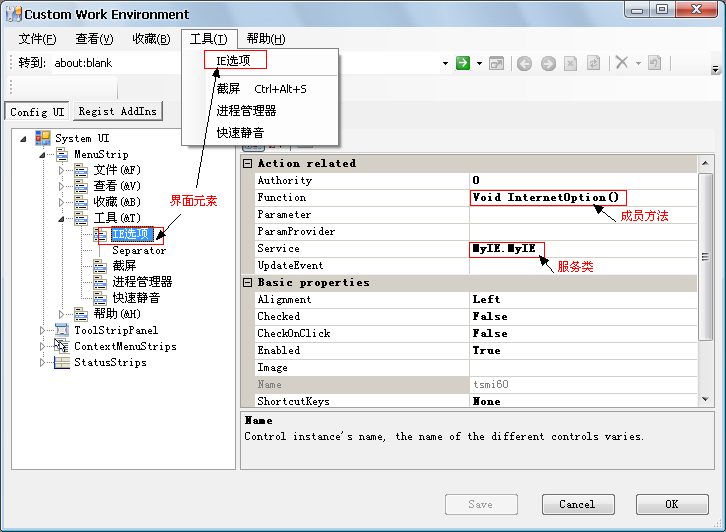 Custom Work Environment
文件(F) 查看(V) 收藏(B) 工具(T) 帮助(H)
转到: about:blank
IE选项
截屏 Ctrl+Alt+S
进程管理器
快速静音
Config UI Regist AddIns
System UI
MenuStrip
文件(&F)
查看(&V)
收藏(&B)
工具(&T)
IE选项
Separator
截屏
进程管理器
快速静音
帮助(&H)
ToolStripPanel
ContextMenuStrips
StatusStrips
界面元素
Action related
Authority 0
Function Void InternetOption()
成员方法
Parameter
ParamProvider
Service MyIE.MyIE
服务类
UpdateEvent
Basic properties
Alignment Left
Checked False
CheckOnClick False
Enabled True
Image
Name tsmi60
ShortcutKeys None
Name
Control instance's name, the name of the different controls varies.
Save Cancel OK